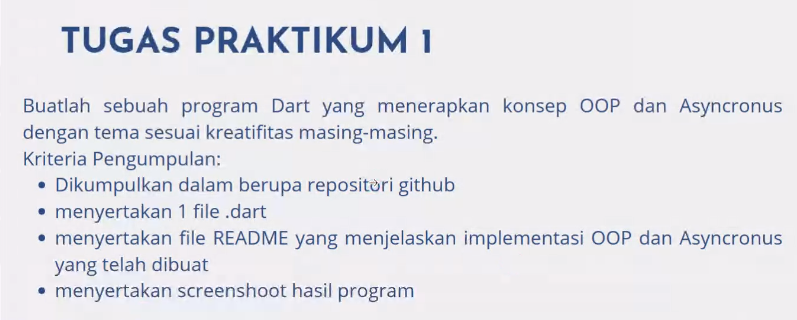 TUGAS PRAKTIKUM 1
Buatlah sebuah program Dart yang menerapkan konsep OOP dan Asyncronus
dengan tema sesuai kreatifitas masing-masing.
Kriteria Pengumpulan:
• Dikumpulkan dalam berupa repositori github
• menyertakan 1 file .dart
• menyertakan file README yang menjelaskan implementasi OOP dan Asyncronus
yang telah dibuat
• menyertakan screenshoot hasil program